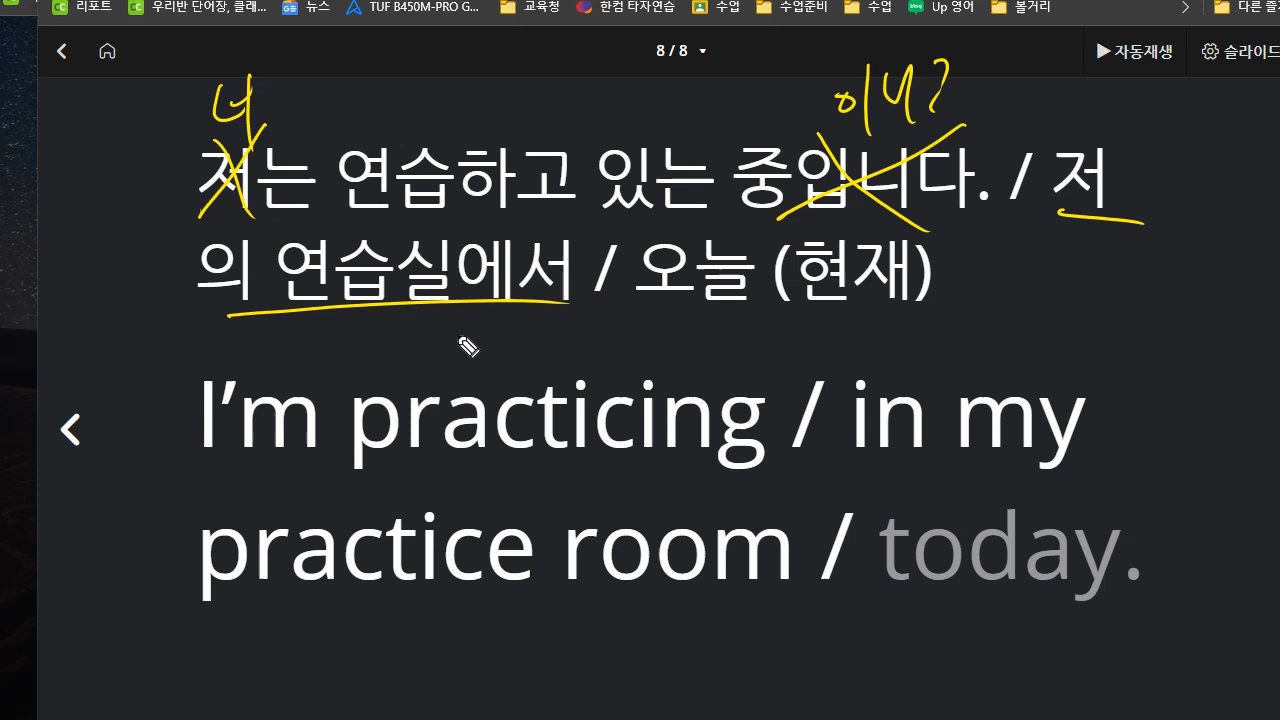 리포트 우리반 단어장, 클래... 뉴스 TUF B450M-PRO G... 교육청 한컴 타자연습 수업 수업준비 수업 Up 영어 볼거리 다른 즐
8 / 8 자동재생 슬라이드
너 이니?
저는 연습하고 있는 중입니다. / 저
의 연습실에서 / 오늘 (현재)
I’m practicing / in my
practice room / today.